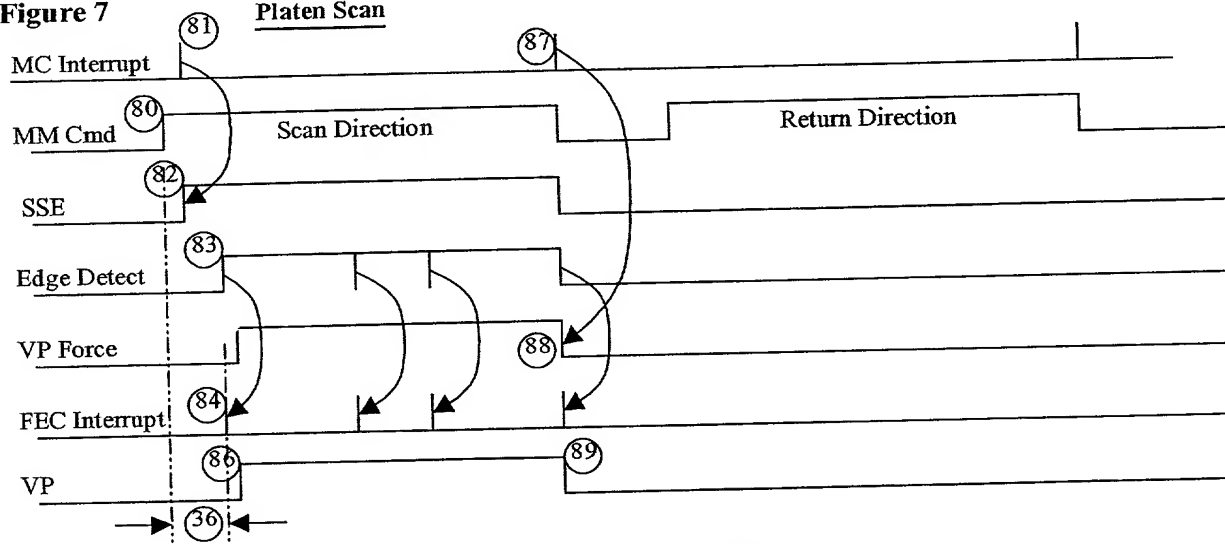 Figure 7 Platen Scan
81
87
MC Interrupt
80
MM Cmd Scan Direction Return Direction
82
SSE
83
Edge Detect
VP Force 88
84
FEC Interrupt
86 89
VP
36